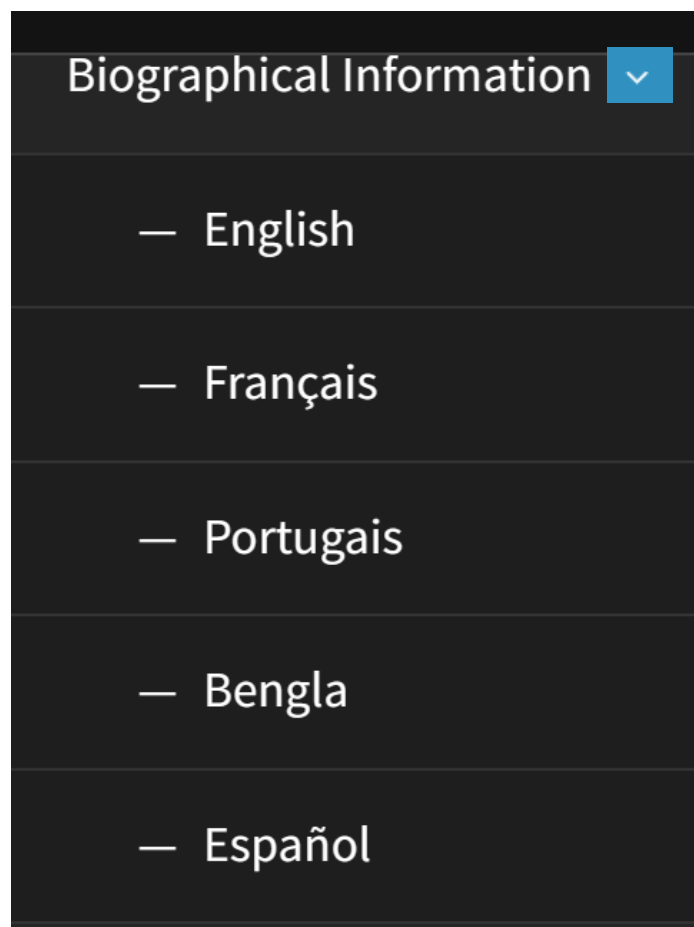 Biographical Information
— English
— Français
— Portugais
— Bengla
— Español